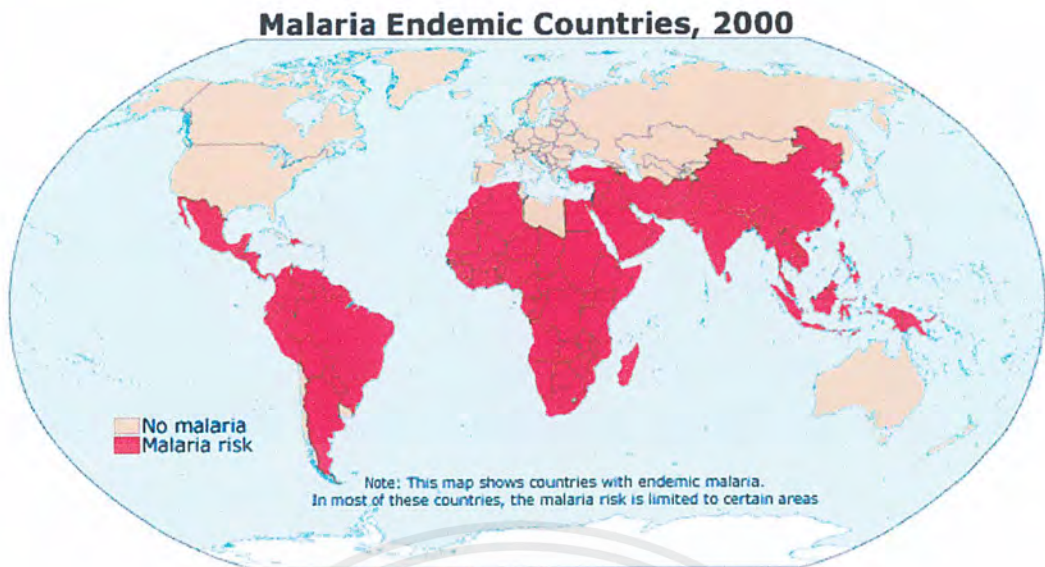 Malaria Endemic Countries, 2000
No malaria
Malaria risk
Note: This map shows countries with endemic malaria.
In most of these countries, the malaria risk is limited to certain areas